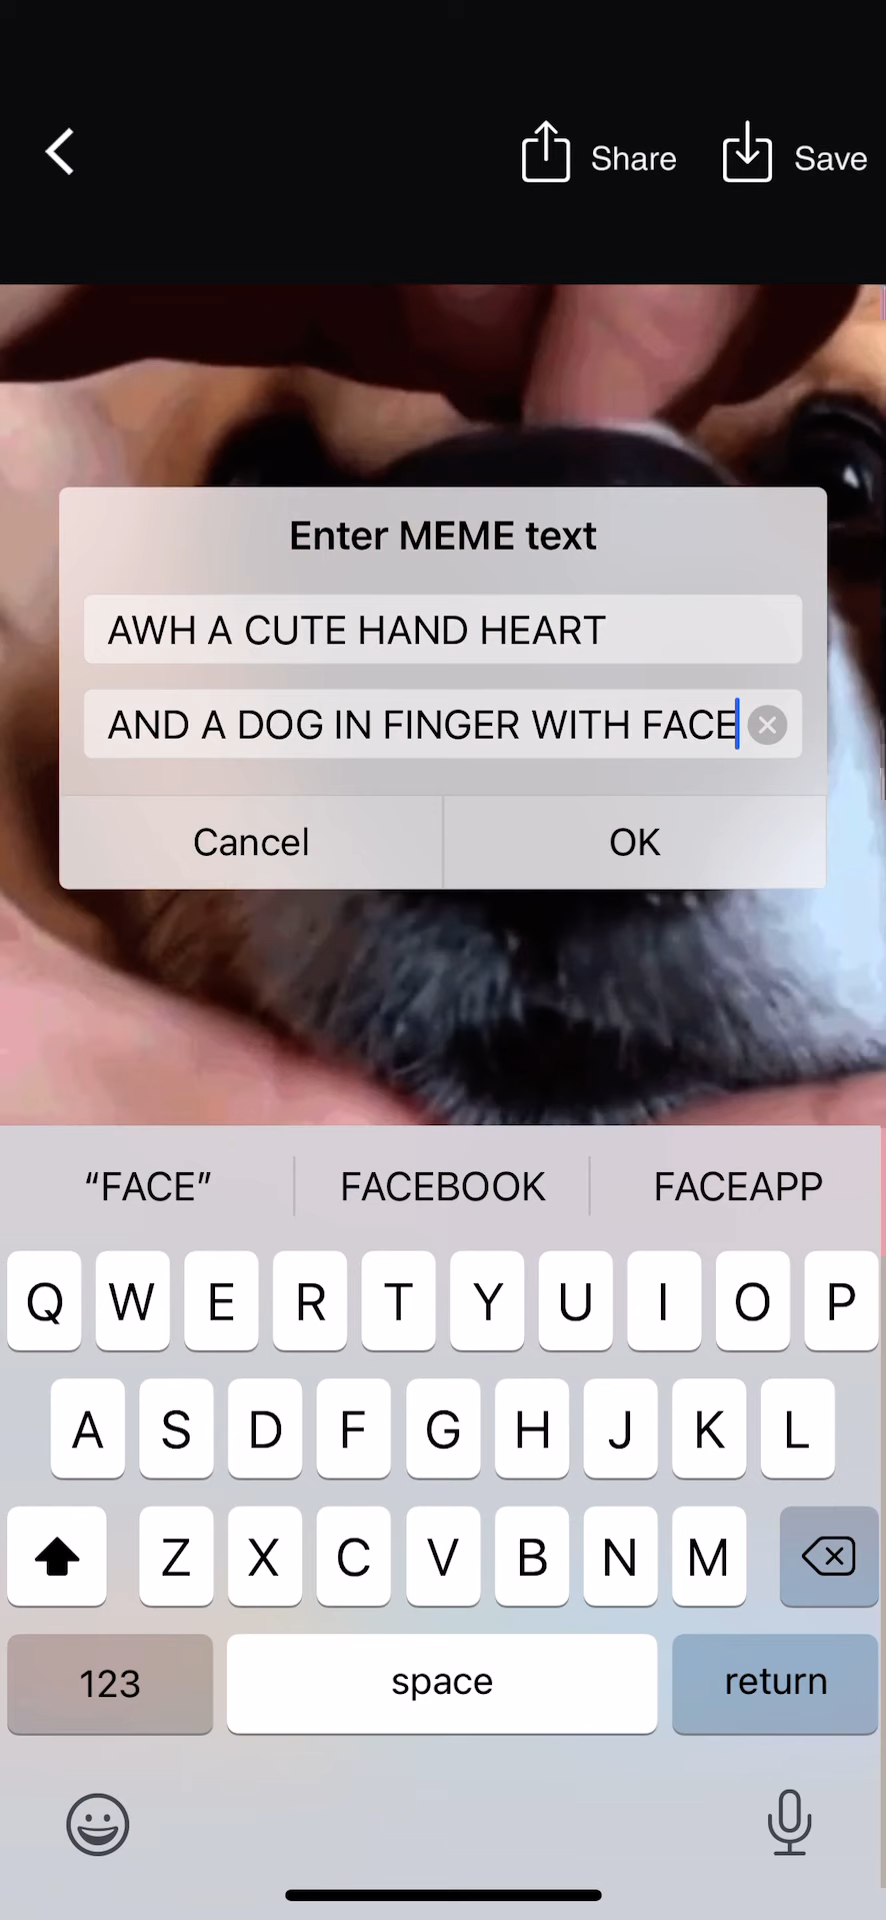 Share Save
Enter MEME text
AWH A CUTE HAND HEART
AND A DOG IN FINGER WITH FACE
Cancel OK
“FACE” FACEBOOK FACEAPP
Q W E R T Y U I O P
A S D F G H J K L
Z X C V B N M
123 space return